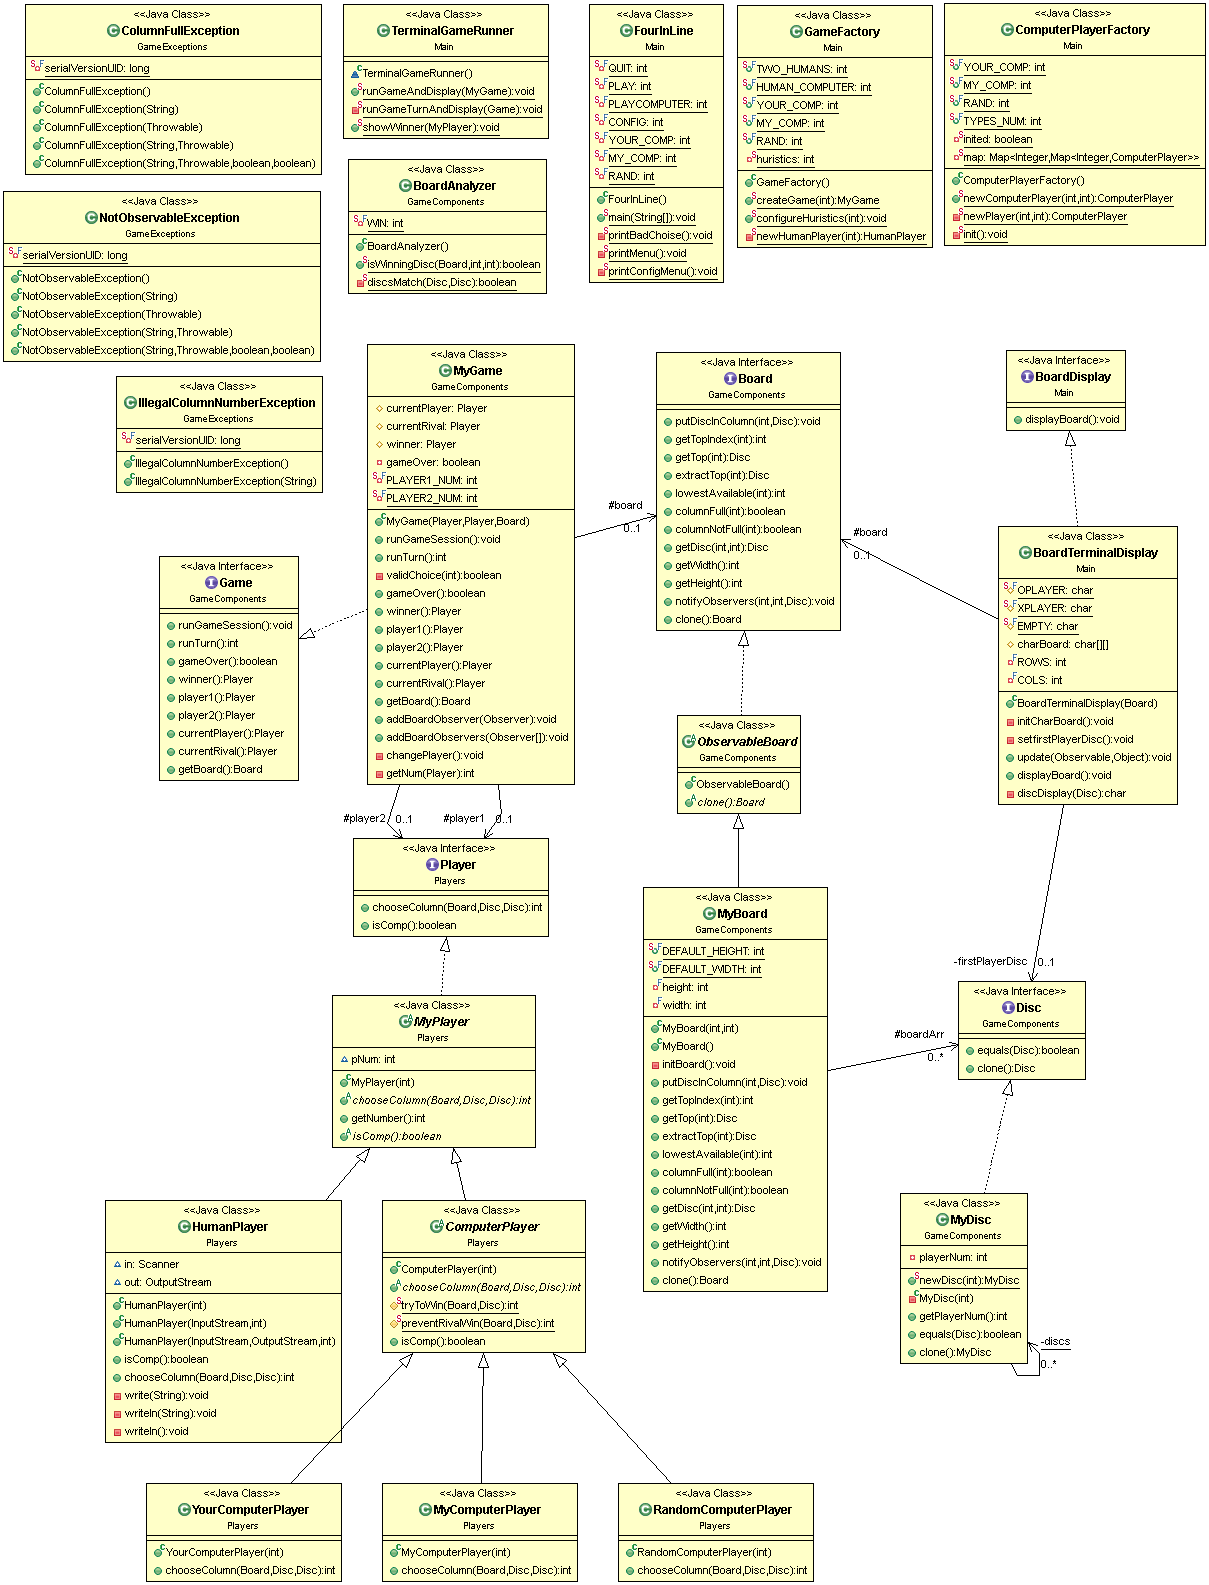 <<Java Class>>
ColumnFullException
GameExceptions
serialVersionUID: long
ColumnFullException()
ColumnFullException(String)
ColumnFullException(Throwable)
ColumnFullException(String,Throwable)
ColumnFullException(String,Throwable,boolean,boolean)
<<Java Class>>
TerminalGameRunner
Main
TerminalGameRunner()
runGameAndDisplay(MyGame):void
runGameTurnAndDisplay(Game):void
showWinner(MyPlayer):void
<<Java Class>>
FourInLine
Main
QUIT: int
PLAY: int
PLAYCOMPUTER: int
CONFIG: int
YOUR_COMP: int
MY_COMP: int
RAND: int
FourInLine()
main(String[]):void
printBadChoise():void
printMenu():void
printConfigMenu():void
<<Java Class>>
GameFactory
Main
TWO_HUMANS: int
HUMAN_COMPUTER: int
YOUR_COMP: int
MY_COMP: int
RAND: int
huristics: int
GameFactory()
createGame(int):MyGame
configureHuristics(int):void
newHumanPlayer(int):HumanPlayer
<<Java Class>>
ComputerPlayerFactory
Main
YOUR_COMP: int
MY_COMP: int
RAND: int
TYPES_NUM: int
inited: boolean
map: Map<Integer,Map<Integer,ComputerPlayer>>
ComputerPlayerFactory()
newComputerPlayer(int,int):ComputerPlayer
newPlayer(int,int):ComputerPlayer
init():void
<<Java Class>>
BoardAnalyzer
GameComponents
WIN: int
BoardAnalyzer()
isWinningDisc(Board,int,int):boolean
discsMatch(Disc,Disc):boolean
<<Java Class>>
NotObservableException
GameExceptions
serialVersionUID: long
NotObservableException()
NotObservableException(String)
NotObservableException(Throwable)
NotObservableException(String,Throwable)
NotObservableException(String,Throwable,boolean,boolean)
<<Java Class>>
IllegalColumnNumberException
GameExceptions
serialVersionUID: long
IllegalColumnNumberException()
IllegalColumnNumberException(String)
<<Java Class>>
MyGame
GameComponents
currentPlayer: Player
currentRival: Player
winner: Player
gameOver: boolean
PLAYER1_NUM: int
PLAYER2_NUM: int
MyGame(Player,Player,Board)
runGameSession():void
runTurn():int
validChoice(int):boolean
gameOver():boolean
winner():Player
player1():Player
player2():Player
currentPlayer():Player
currentRival():Player
getBoard():Board
addBoardObserver(Observer):void
addBoardObservers(Observer[]):void
changePlayer():void
getNum(Player):int
#board
0..1
<<Java Interface>>
Board
GameComponents
putDiscInColumn(int,Disc):void
getTopIndex(int):int
getTop(int):Disc
extractTop(int):Disc
lowestAvailable(int):int
columnFull(int):boolean
columnNotFull(int):boolean
getDisc(int,int):Disc
getWidth():int
getHeight():int
notifyObservers(int,int,Disc):void
clone():Board
<<Java Interface>>
BoardDisplay
Main
displayBoard():void
#board
0..1
<<Java Class>>
BoardTerminalDisplay
Main
OPLAYER: char
XPLAYER: char
EMPTY: char
charBoard: char[][]
ROWS: int
COLS: int
BoardTerminalDisplay(Board)
initCharBoard():void
setfirstPlayerDisc():void
update(Observable,Object):void
displayBoard():void
discDisplay(Disc):char
<<Java Interface>>
Game
GameComponents
runGameSession():void
runTurn():int
gameOver():boolean
winner():Player
player1():Player
player2():Player
currentPlayer():Player
currentRival():Player
getBoard():Board
<<Java Class>>
ObservableBoard
GameComponents
ObservableBoard()
clone():Board
#player2
0..1
#player1
0..1
<<Java Interface>>
Player
Players
chooseColumn(Board,Disc,Disc):int
isComp():boolean
<<Java Class>>
MyBoard
GameComponents
DEFAULT_HEIGHT: int
DEFAULT_WIDTH: int
height: int
width: int
MyBoard(int,int)
MyBoard()
initBoard():void
putDiscInColumn(int,Disc):void
getTopIndex(int):int
getTop(int):Disc
extractTop(int):Disc
lowestAvailable(int):int
columnFull(int):boolean
columnNotFull(int):boolean
getDisc(int,int):Disc
getWidth():int
getHeight():int
notifyObservers(int,int,Disc):void
clone():Board
-firstPlayerDisc
0..1
#boardArr
0..*
<<Java Interface>>
Disc
GameComponents
equals(Disc):boolean
clone():Disc
<<Java Class>>
MyPlayer
Players
pNum: int
MyPlayer(int)
chooseColumn(Board,Disc,Disc):int
getNumber():int
isComp():boolean
<<Java Class>>
MyDisc
GameComponents
playerNum: int
newDisc(int):MyDisc
MyDisc(int)
getPlayerNum():int
equals(Disc):boolean
clone():MyDisc
-discs
0..*
<<Java Class>>
HumanPlayer
Players
in: Scanner
out: OutputStream
HumanPlayer(int)
HumanPlayer(InputStream,int)
HumanPlayer(InputStream,OutputStream,int)
isComp():boolean
chooseColumn(Board,Disc,Disc):int
write(String):void
writeln(String):void
writeln():void
<<Java Class>>
ComputerPlayer
Players
ComputerPlayer(int)
chooseColumn(Board,Disc,Disc):int
tryToWin(Board,Disc):int
preventRivalWin(Board,Disc):int
isComp():boolean
<<Java Class>>
YourComputerPlayer
Players
YourComputerPlayer(int)
chooseColumn(Board,Disc,Disc):int
<<Java Class>>
MyComputerPlayer
Players
MyComputerPlayer(int)
chooseColumn(Board,Disc,Disc):int
<<Java Class>>
RandomComputerPlayer
Players
RandomComputerPlayer(int)
chooseColumn(Board,Disc,Disc):int